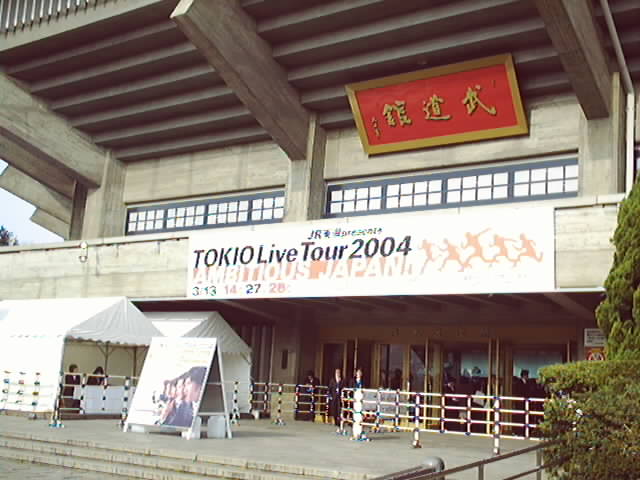 武道館
JR東海presents
TOKIO Live Tour 2004
AMBITIOUS JAPAN!
3/13 14 27 28